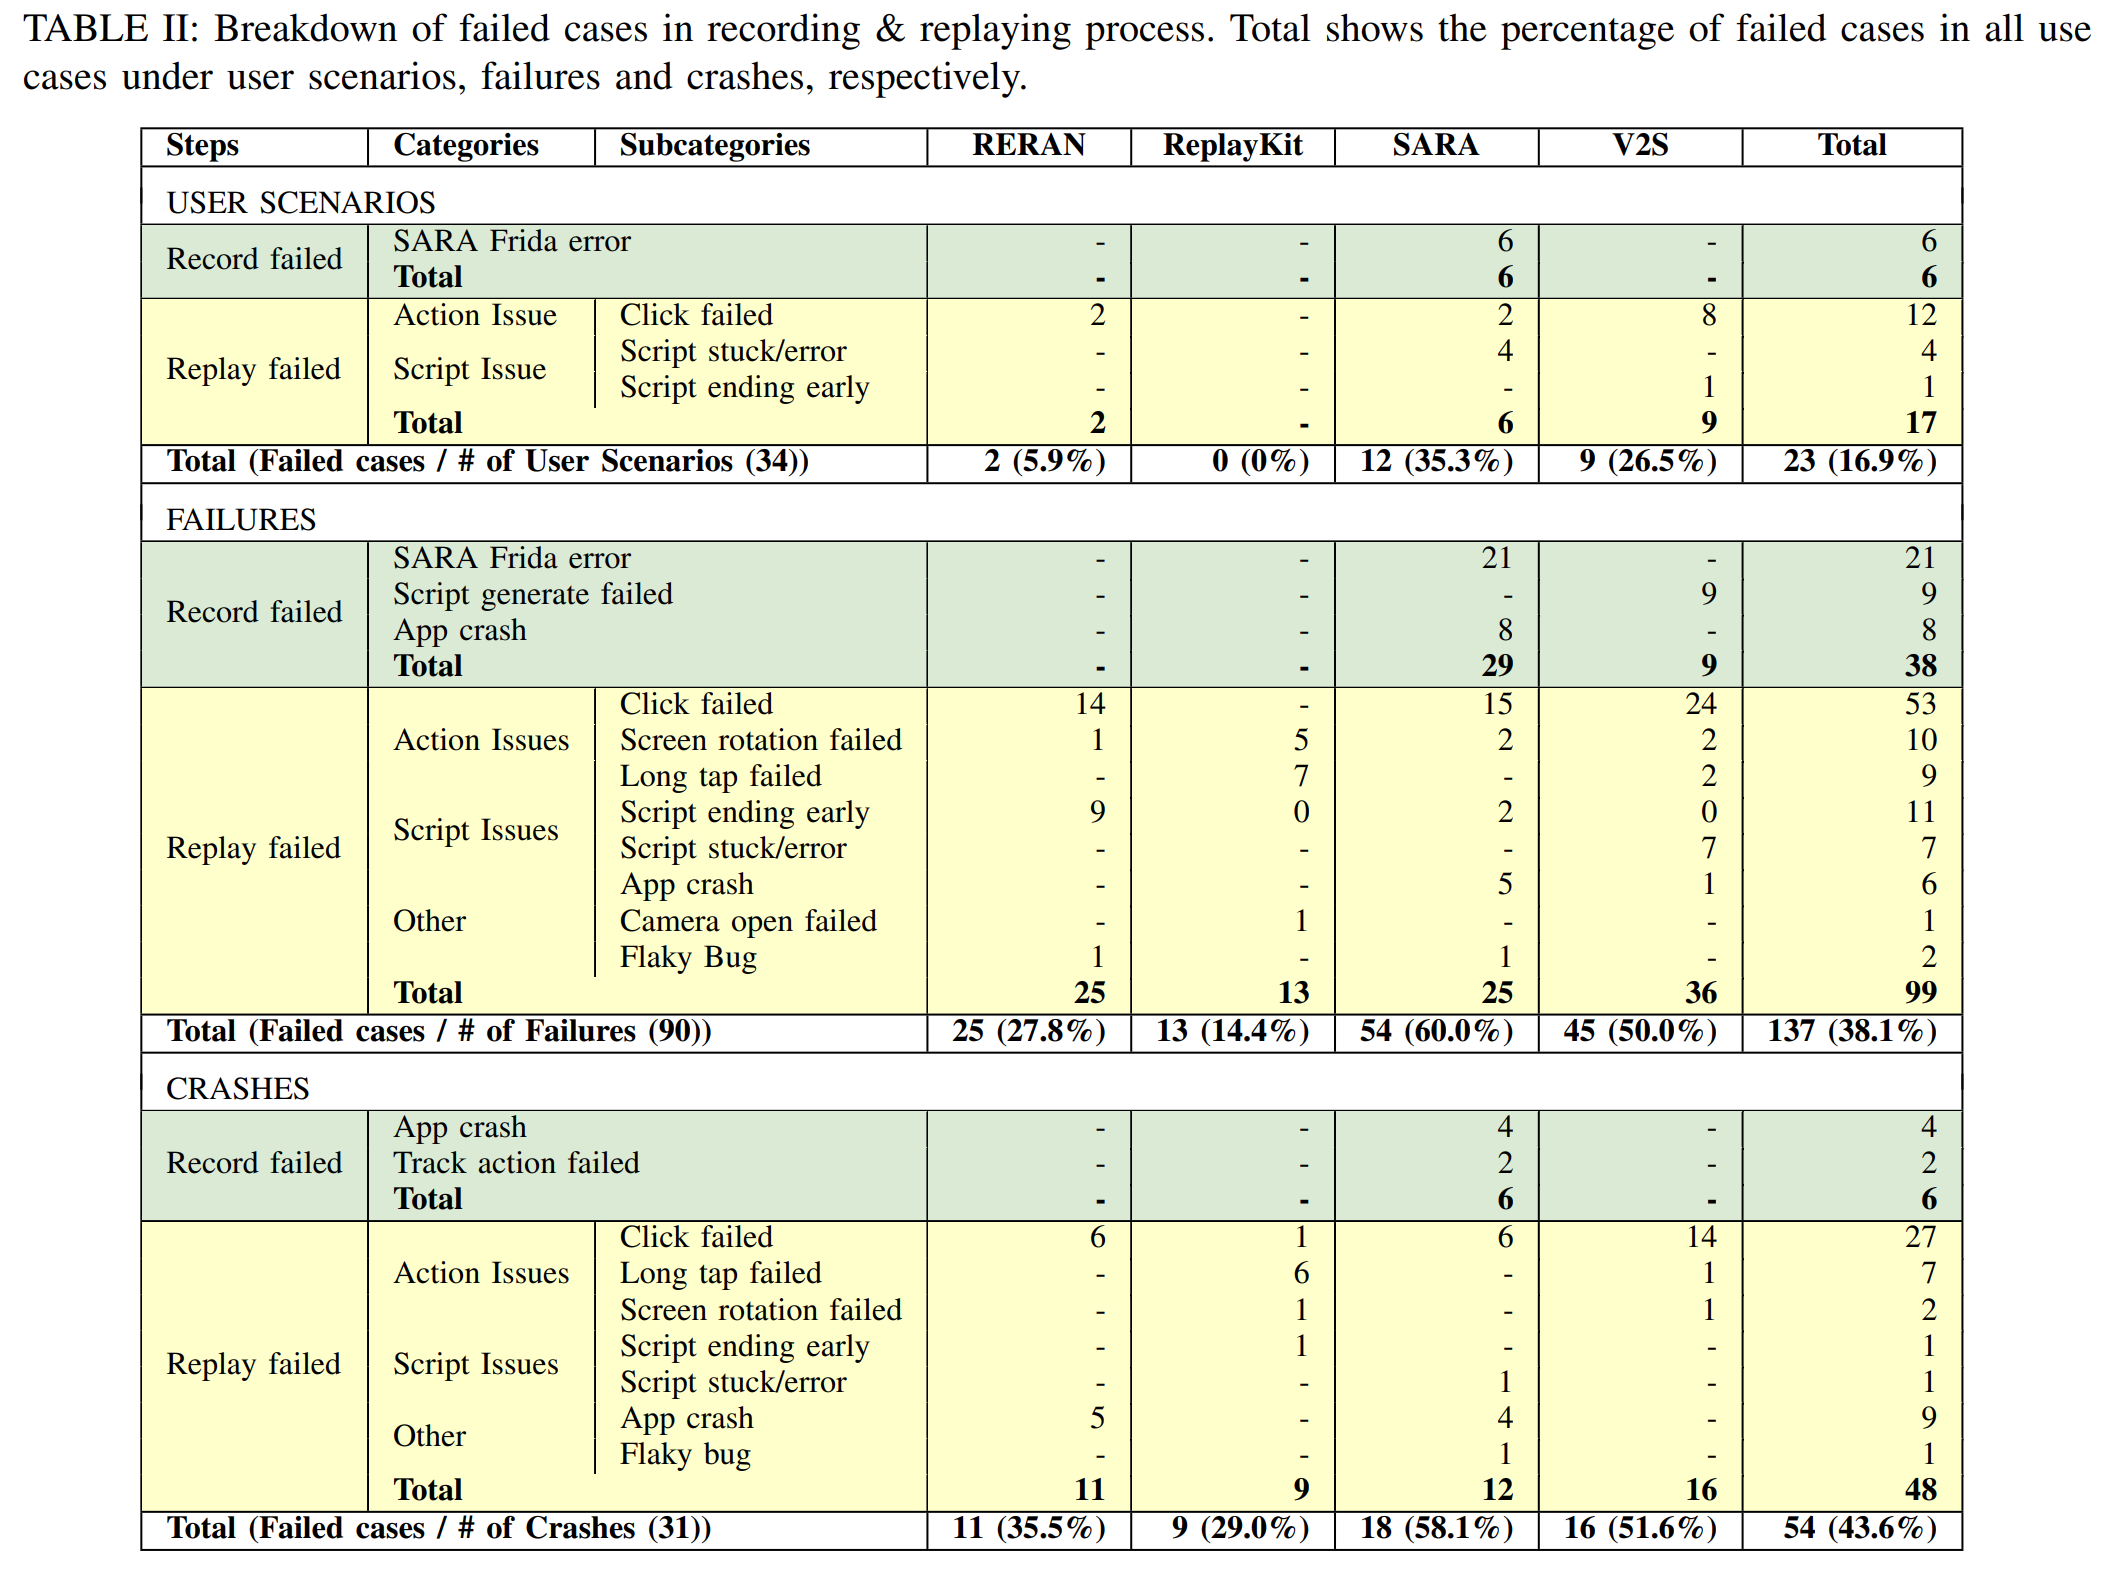 TABLE II: Breakdown of failed cases in recording & replaying process. Total shows the percentage of failed cases in all use
cases under user scenarios, failures and crashes, respectively.
Steps Categories Subcategories RERAN ReplayKit SARA V2S Total
USER SCENARIOS
Record failed
SARA Frida error - - 6 - 6
Total - - 6 - 6
Replay failed
Action Issue Click failed 2 - 2 8 12
Script Issue
Script stuck/error - - 4 - 4
Script ending early - - - 1 1
Total 2 - 6 9 17
Total (Failed cases / # of User Scenarios (34)) 2 (5.9%) 0 (0%) 12 (35.3%) 9 (26.5%) 23 (16.9%)
FAILURES
Record failed
SARA Frida error - - 21 - 21
Script generate failed - - - 9 9
App crash - - 8 - 8
Total - - 29 9 38
Replay failed
Action Issues
Click failed 14 - 15 24 53
Screen rotation failed 1 5 2 2 10
Long tap failed - 7 - 2 9
Script Issues
Script ending early 9 0 2 0 11
Script stuck/error - - - 7 7
Other
App crash - - 5 1 6
Camera open failed - 1 - - 1
Flaky Bug 1 - 1 - 2
Total 25 13 25 36 99
Total (Failed cases / # of Failures (90)) 25 (27.8%) 13 (14.4%) 54 (60.0%) 45 (50.0%) 137 (38.1%)
CRASHES
Record failed
App crash - - 4 - 4
Track action failed - - 2 - 2
Total - - 6 - 6
Replay failed
Action Issues
Click failed 6 1 6 14 27
Long tap failed - 6 - 1 7
Screen rotation failed - 1 - 1 2
Script Issues
Script ending early - 1 - - 1
Script stuck/error - - 1 - 1
Other
App crash 5 - 4 - 9
Flaky bug - - 1 - 1
Total 11 9 12 16 48
Total (Failed cases / # of Crashes (31)) 11 (35.5%) 9 (29.0%) 18 (58.1%) 16 (51.6%) 54 (43.6%)